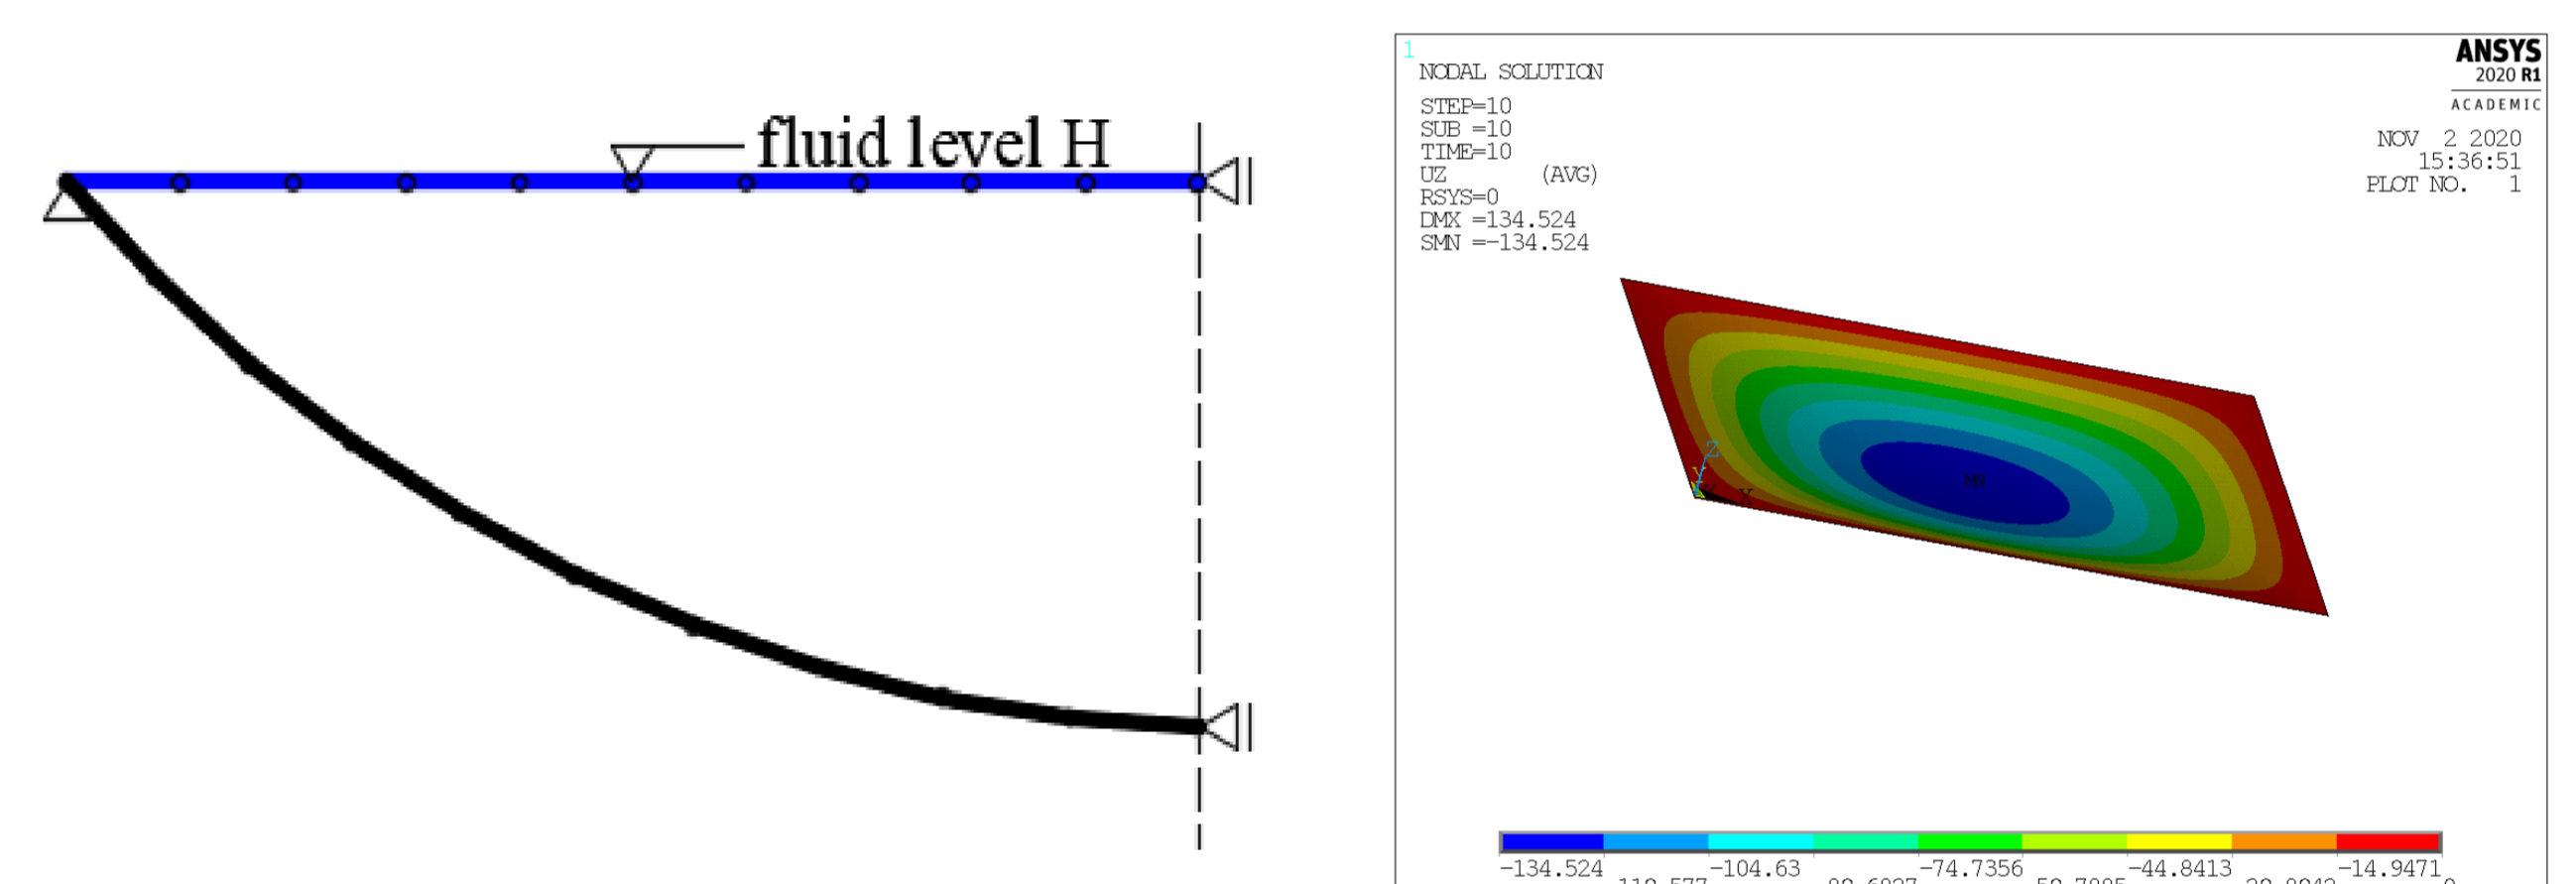 fluid level H
1
NODAL SOLUTION
STEP=10
SUB =10
TIME=10
UZ (AVG)
RSYS=0
DMX =134.524
SMN =-134.524
ANSYS
2020 R1
ACADEMIC
NOV 2 2020
15:36:51
PLOT NO. 1
MN
Z
Y
X
-134.524 -104.63 -74.7356 -44.8413 -14.9471